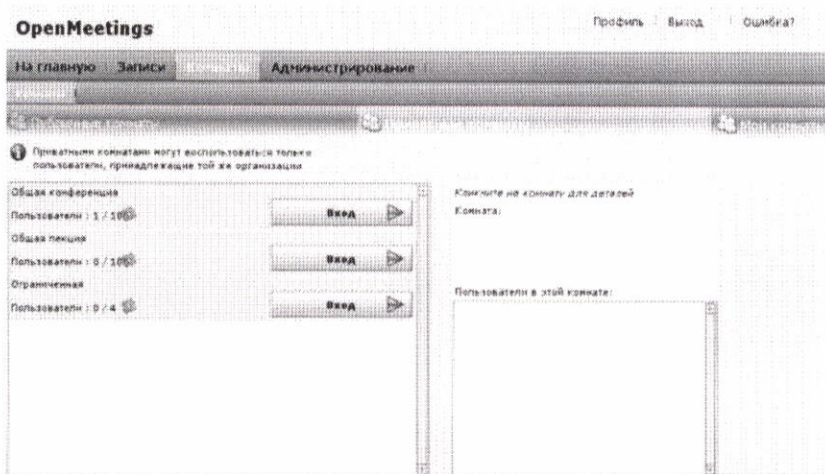 OpenMeetings
Профиль Выход Ошибка?
На главную Записи Администрирование
Приватными комнатами могут воспользоваться только
пользователи, принадлежащие той же организации
Общая конференция
Пользователи : 1 /
Вход
Общая лекция
Пользователи : 0 /
Вход
Ограниченная
Пользователи : 0 / 4
Вход
Кликните на комнату для деталей
Комната:
Пользователи в этой комнате: